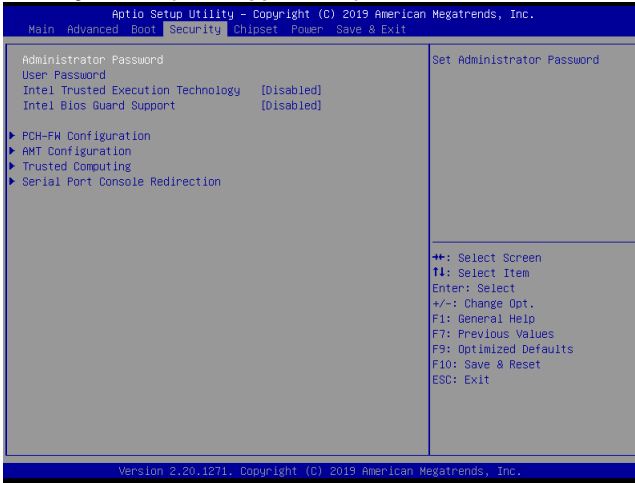 Aptio Setup Utility – Copyright (C) 2019 American Megatrends, Inc.
Main Advanced Boot Security Chipset Power Save & Exit
Administrator Password
User Password
Intel Trusted Execution Technology [Disabled]
Intel Bios Guard Support [Disabled]
PCH-FW Configuration
AMT Configuration
Trusted Computing
Serial Port Console Redirection
Set Administrator Password
→←: Select Screen
↑↓: Select Item
Enter: Select
+/-: Change Opt.
F1: General Help
F7: Previous Values
F9: Optimized Defaults
F10: Save & Reset
ESC: Exit
Version 2.20.1271. Copyright (C) 2019 American Megatrends, Inc.